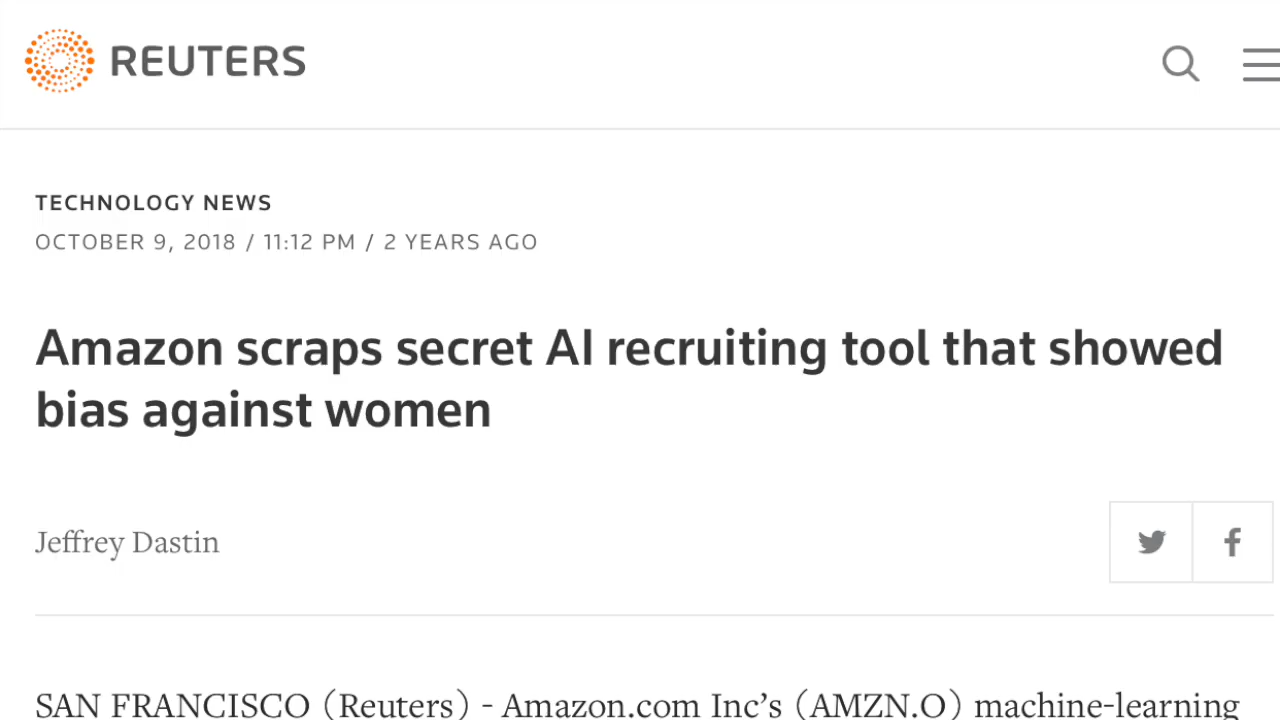 REUTERS
TECHNOLOGY NEWS
OCTOBER 9, 2018 / 11:12 PM / 2 YEARS AGO
Amazon scraps secret AI recruiting tool that showed
bias against women
Jeffrey Dastin
SAN FRANCISCO (Reuters) - Amazon.com Inc’s (AMZN.O) machine-learning